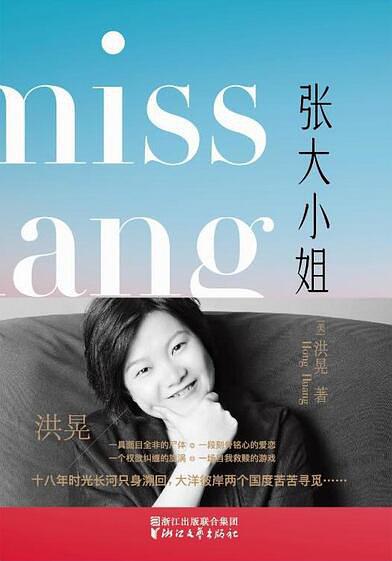 miss
ang
张大小姐
[美] 洪晃 著
Hong Huang
洪晃
一具面目全非的尸体 一段刻骨铭心的爱恋
一个权欲纠缠的漩涡 一场自我救赎的游戏
十八年时光长河只身溯回，大洋彼岸两个国度苦苦寻觅……
浙江出版联合集团
浙江文艺出版社